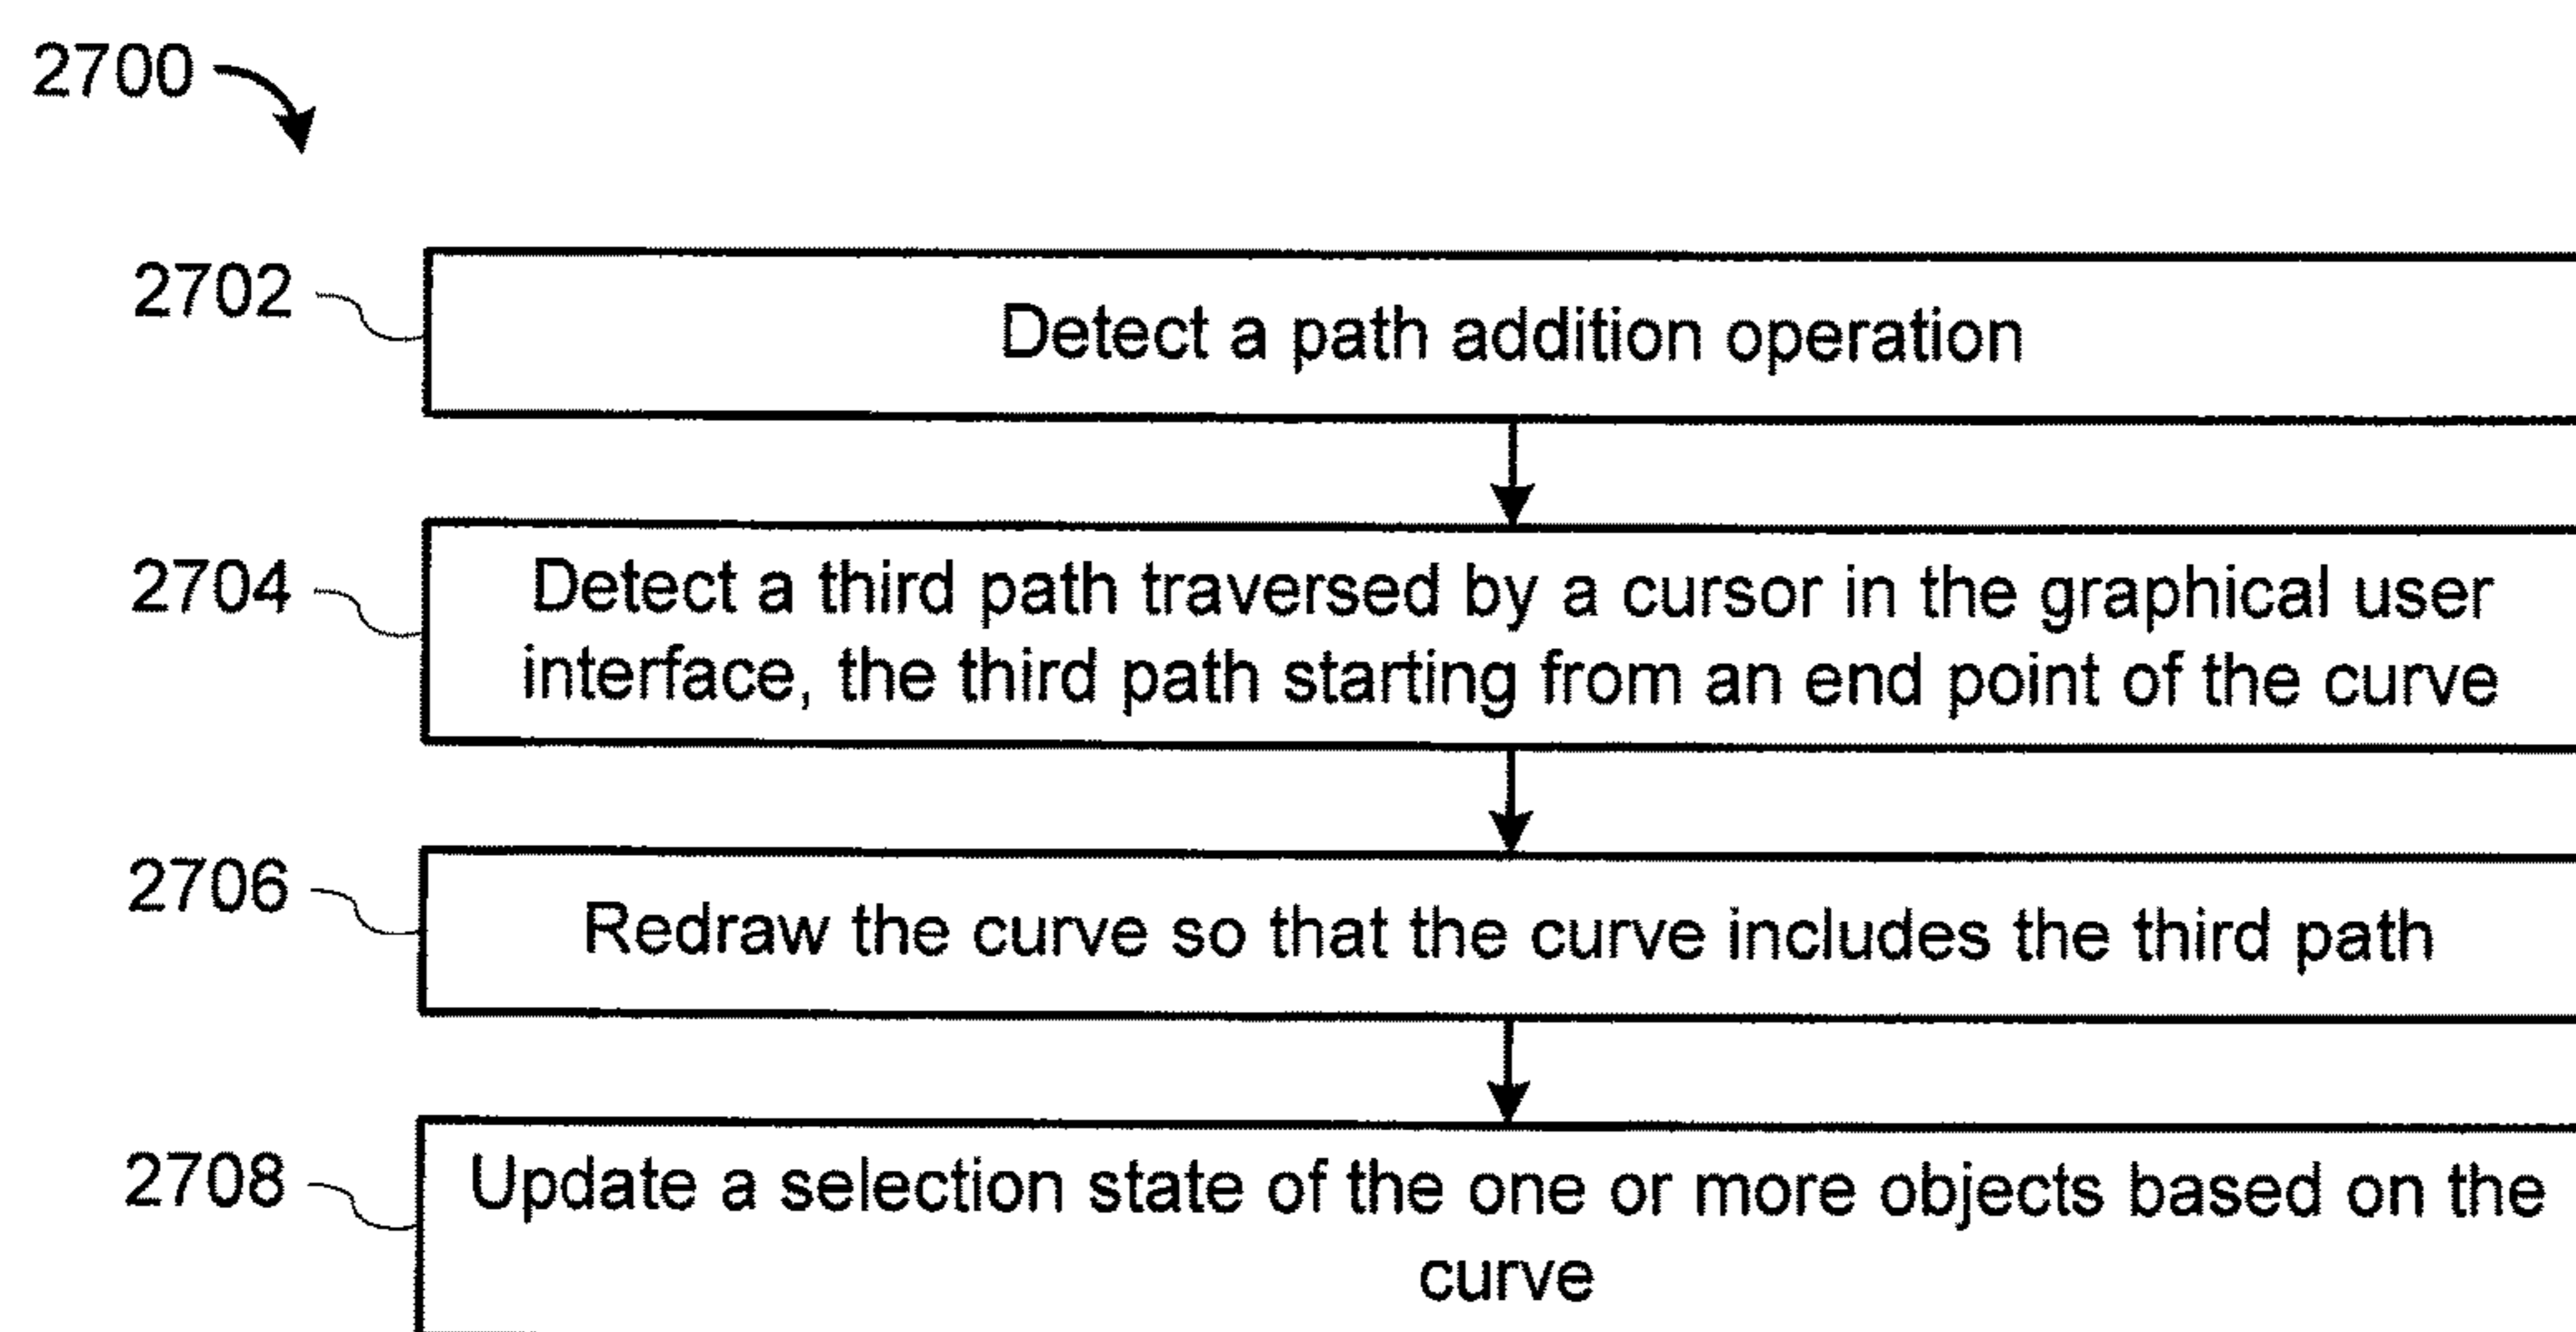 2700
2702
Detect a path addition operation
2704
Detect a third path traversed by a cursor in the graphical user
interface, the third path starting from an end point of the curve
2706
Redraw the curve so that the curve includes the third path
2708
Update a selection state of the one or more objects based on the
curve